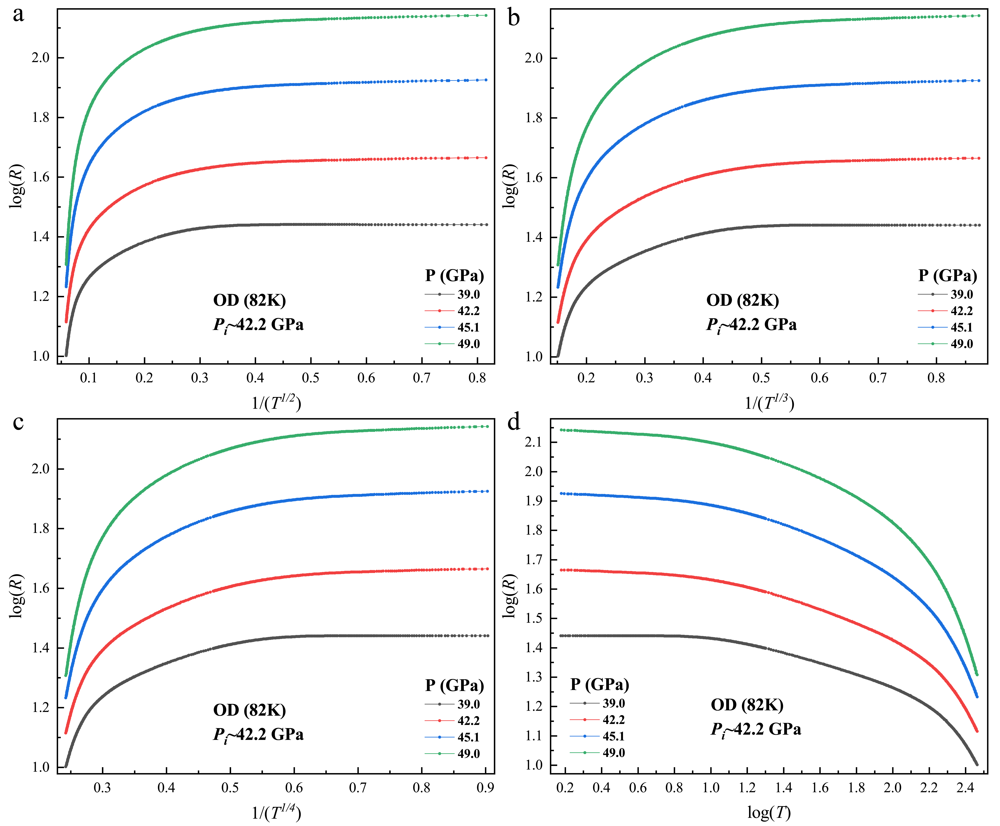 a
log(R)
2.0
1.8
1.6
1.4
1.2
1.0
0.1 0.2 0.3 0.4 0.5 0.6 0.7 0.8
1/(T^1/2)
OD (82K)
P_i~42.2 GPa
P (GPa)
39.0
42.2
45.1
49.0
b
log(R)
2.0
1.8
1.6
1.4
1.2
1.0
0.2 0.3 0.4 0.5 0.6 0.7 0.8
1/(T^1/3)
OD (82K)
P_i~42.2 GPa
P (GPa)
39.0
42.2
45.1
49.0
c
log(R)
2.0
1.8
1.6
1.4
1.2
1.0
0.3 0.4 0.5 0.6 0.7 0.8 0.9
1/(T^1/4)
OD (82K)
P_i~42.2 GPa
P (GPa)
39.0
42.2
45.1
49.0
d
log(R)
2.1
2.0
1.9
1.8
1.7
1.6
1.5
1.4
1.3
1.2
1.1
1.0
0.2 0.4 0.6 0.8 1.0 1.2 1.4 1.6 1.8 2.0 2.2 2.4
log(T)
P (GPa)
39.0
42.2
45.1
49.0
OD (82K)
P_i~42.2 GPa